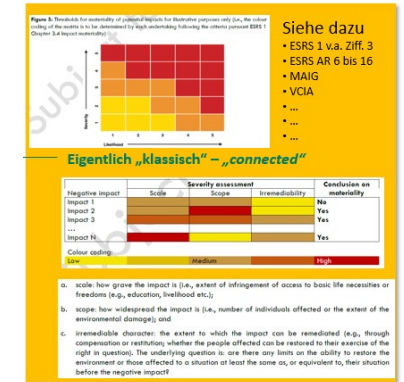 Figure 3: Thresholds for materiality of potential impacts for illustrative purposes only (i.e., the colour
coding of the matrix is to be determined by each undertaking following the criteria pursuant ESRS 1
Chapter 3.4 Impact materiality)
Siehe dazu
• ESRS 1 v.a. Ziff. 3
• ESRS AR 6 bis 16
• MAIG
• VCIA
• ...
• ...
• ...
Severity
5
4
3
2
1
1 2 3 4 5
Likelihood
Eigentlich „klassisch“ – „connected“
Severity assessment Conclusion on
Negative impact Scale Scope Irremediability materiality
Impact 1 No
Impact 2 Yes
Impact 3 Yes
...
Impact N Yes
Colour coding:
Low Medium High
a. scale: how grave the impact is (i.e., extent of infringement of access to basic life necessities or
freedoms (e.g., education, livelihood etc.);
b. scope: how widespread the impact is (i.e., number of individuals affected or the extent of the
environmental damage); and
c. irremediable character: the extent to which the impact can be remediated (e.g., through
compensation or restitution; whether the people affected can be restored to their exercise of the
right in question). The underlying question is: are there any limits on the ability to restore the
environment or those affected to a situation at least the same as, or equivalent to, their situation
before the negative impact?